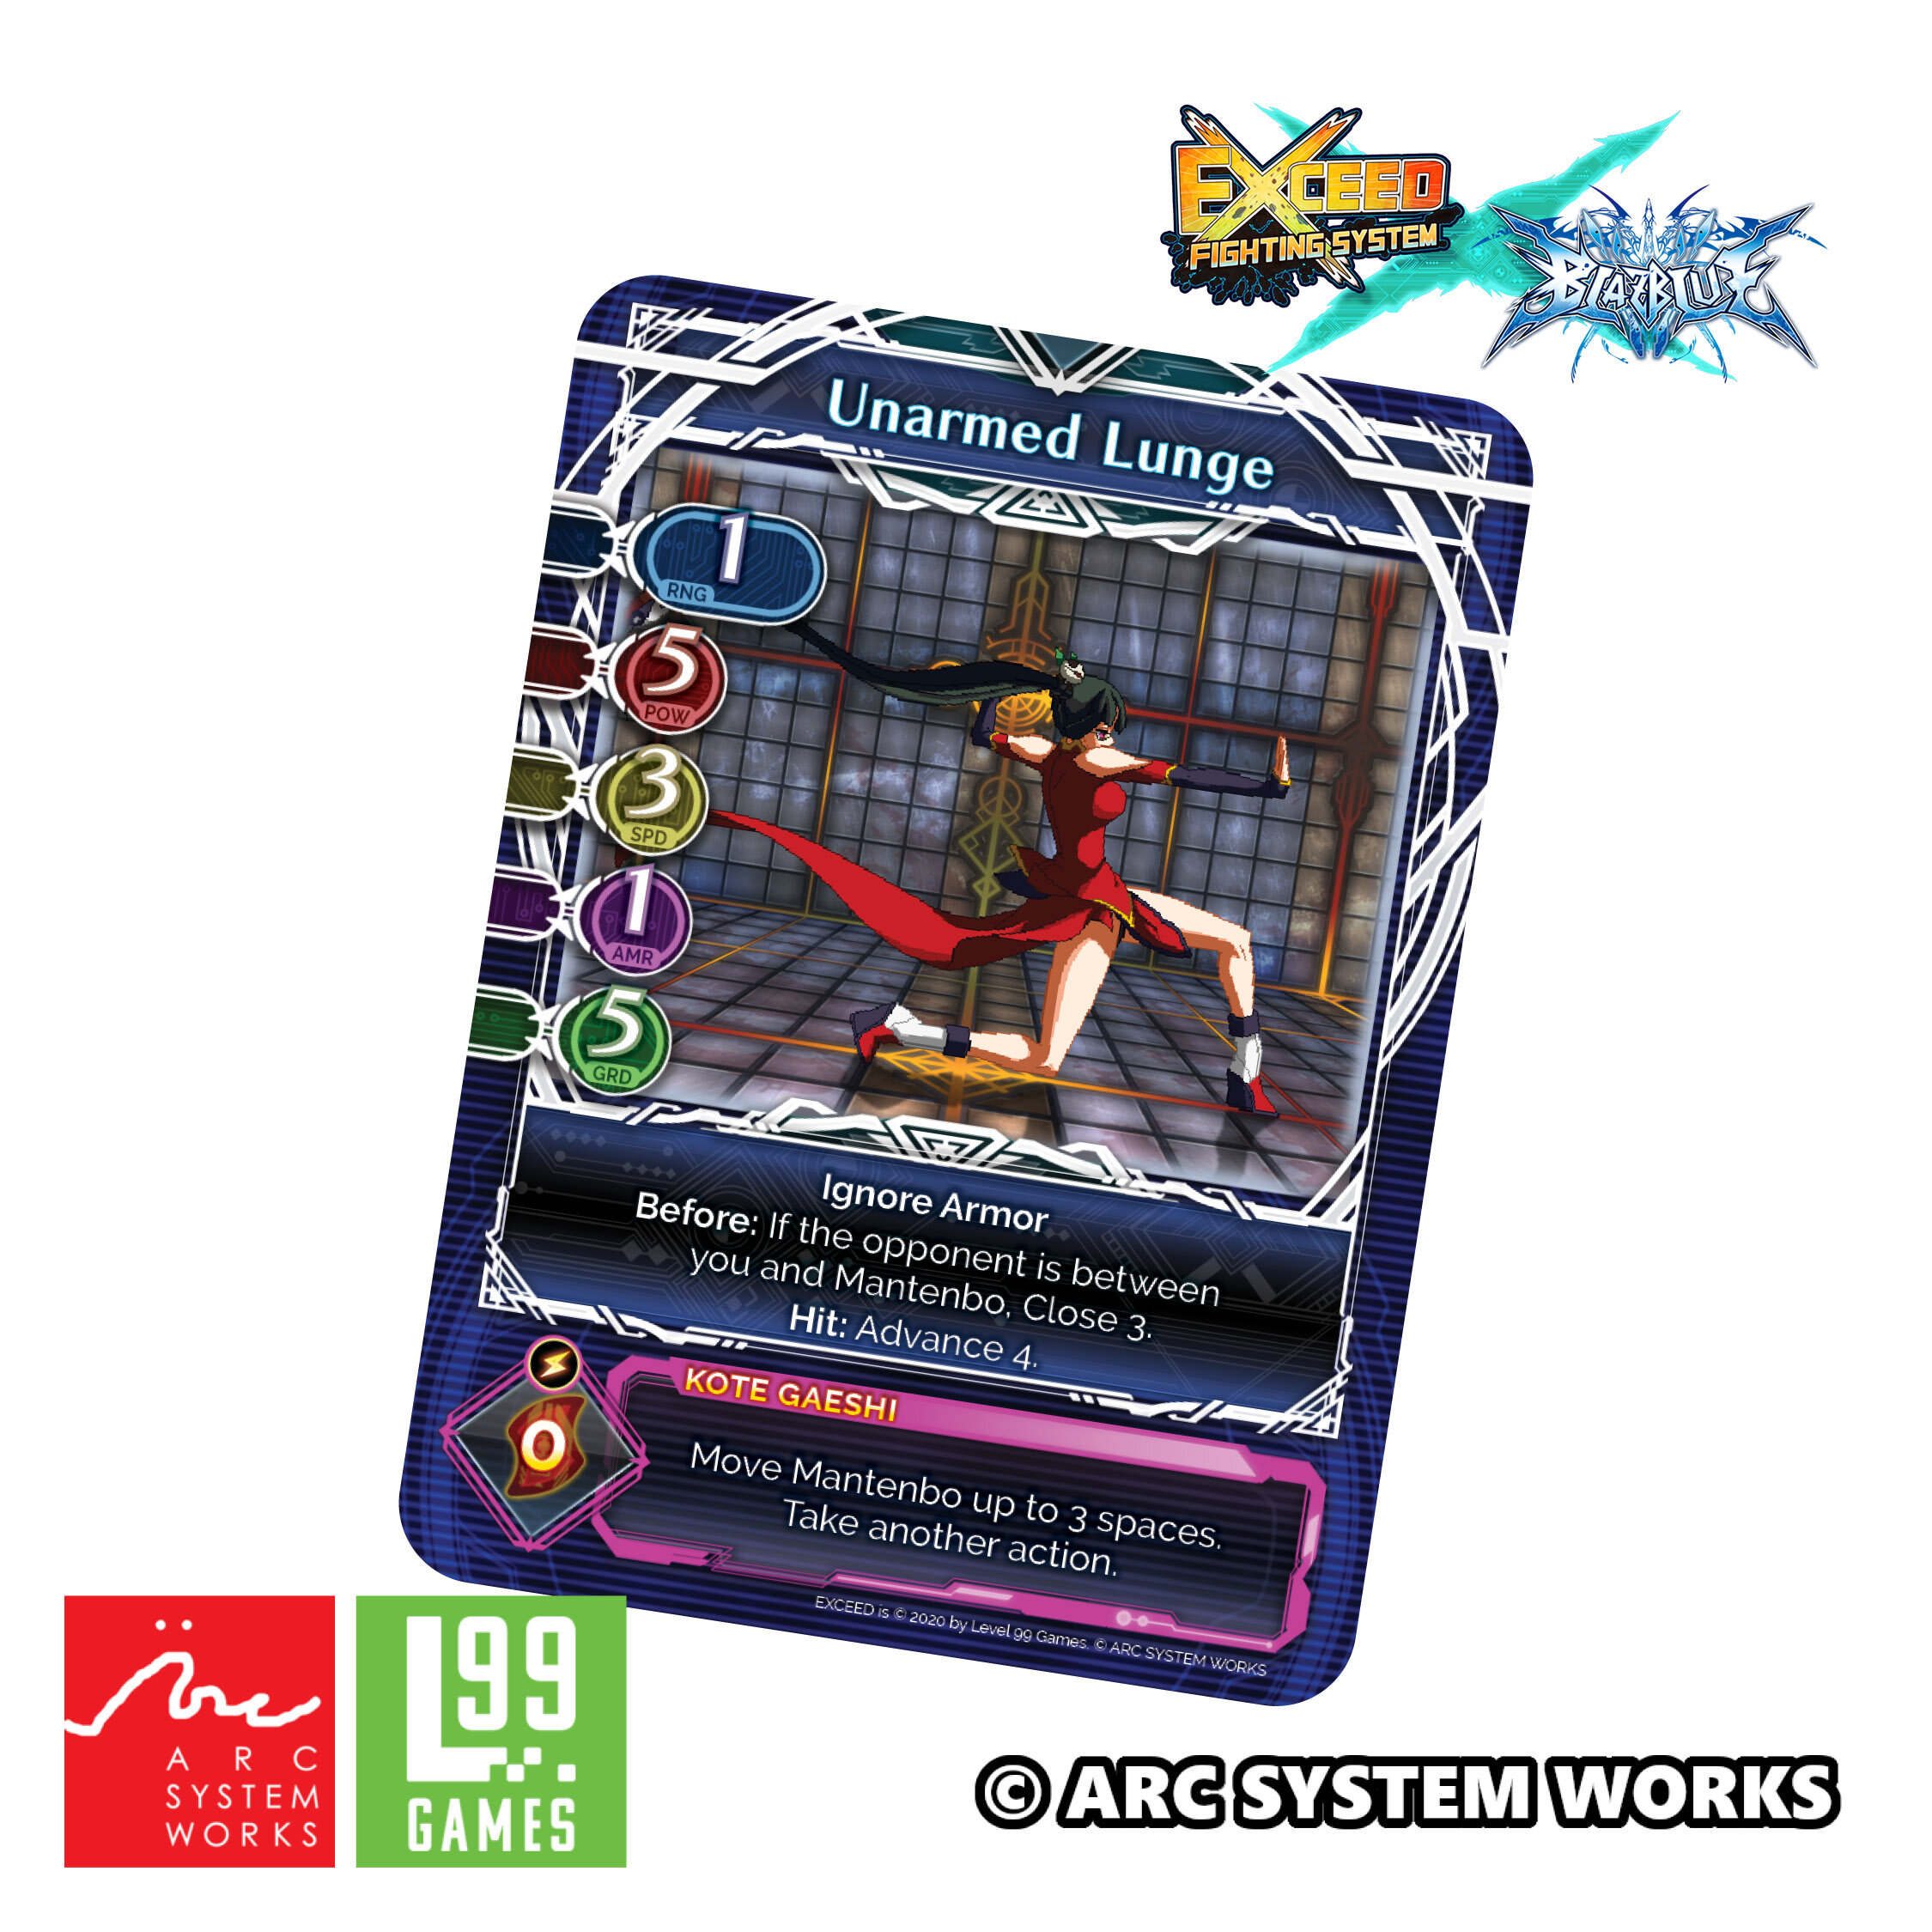 EXCEED
FIGHTING SYSTEM
BLAZBLUE
Unarmed Lunge
1
RNG
5
POW
3
SPD
1
AMR
5
GRD
Ignore Armor
Before: If the opponent is between
you and Mantenbo, Close 3.
Hit: Advance 4.
KOTE GAESHI
0
Move Mantenbo up to 3 spaces.
Take another action.
EXCEED is © 2020 by Level 99 Games. © ARC SYSTEM WORKS
Arc
ARC
SYSTEM
WORKS
L99
GAMES
© ARC SYSTEM WORKS